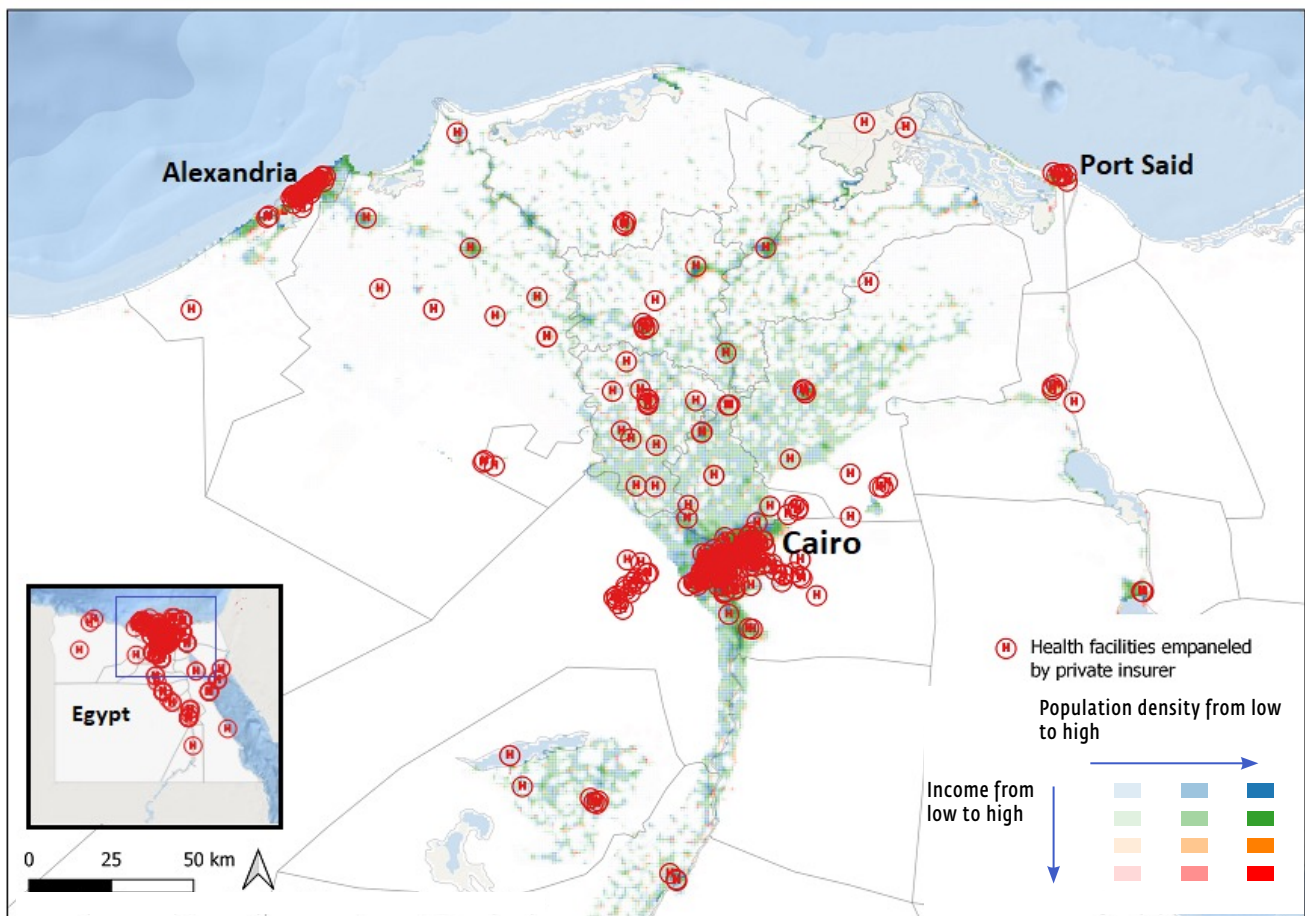 Alexandria
Port Said
Cairo
Egypt
0 25 50 km
H Health facilities empaneled
by private insurer
Population density from low
to high
Income from
low to high